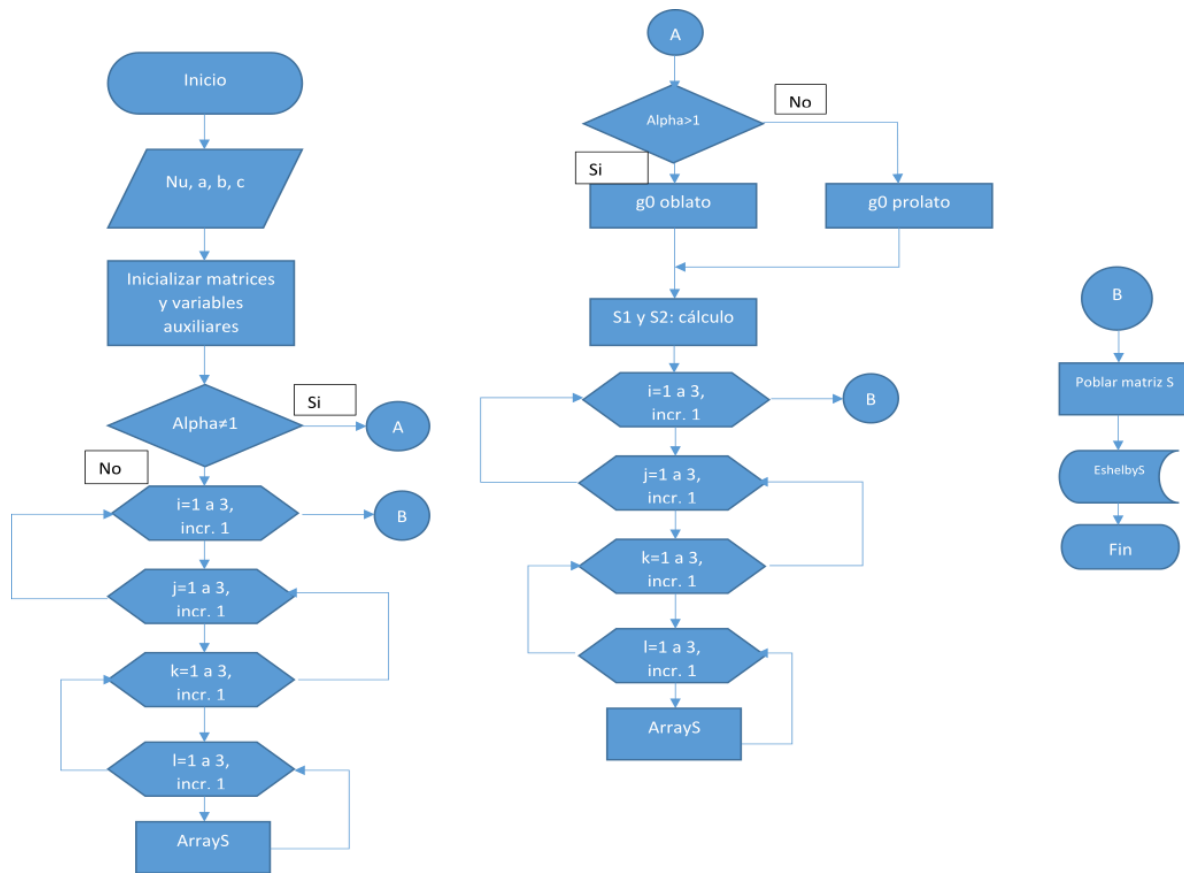 Inicio
Nu, a, b, c
Inicializar matrices
y variables
auxiliares
Alpha≠1
Si
A
No
i=1 a 3,
incr. 1
B
j=1 a 3,
incr. 1
k=1 a 3,
incr. 1
l=1 a 3,
incr. 1
ArrayS
A
Alpha>1
No
Si
g0 oblato
g0 prolato
S1 y S2: cálculo
i=1 a 3,
incr. 1
B
j=1 a 3,
incr. 1
k=1 a 3,
incr. 1
l=1 a 3,
incr. 1
ArrayS
B
Poblar matriz S
EshelbyS
Fin